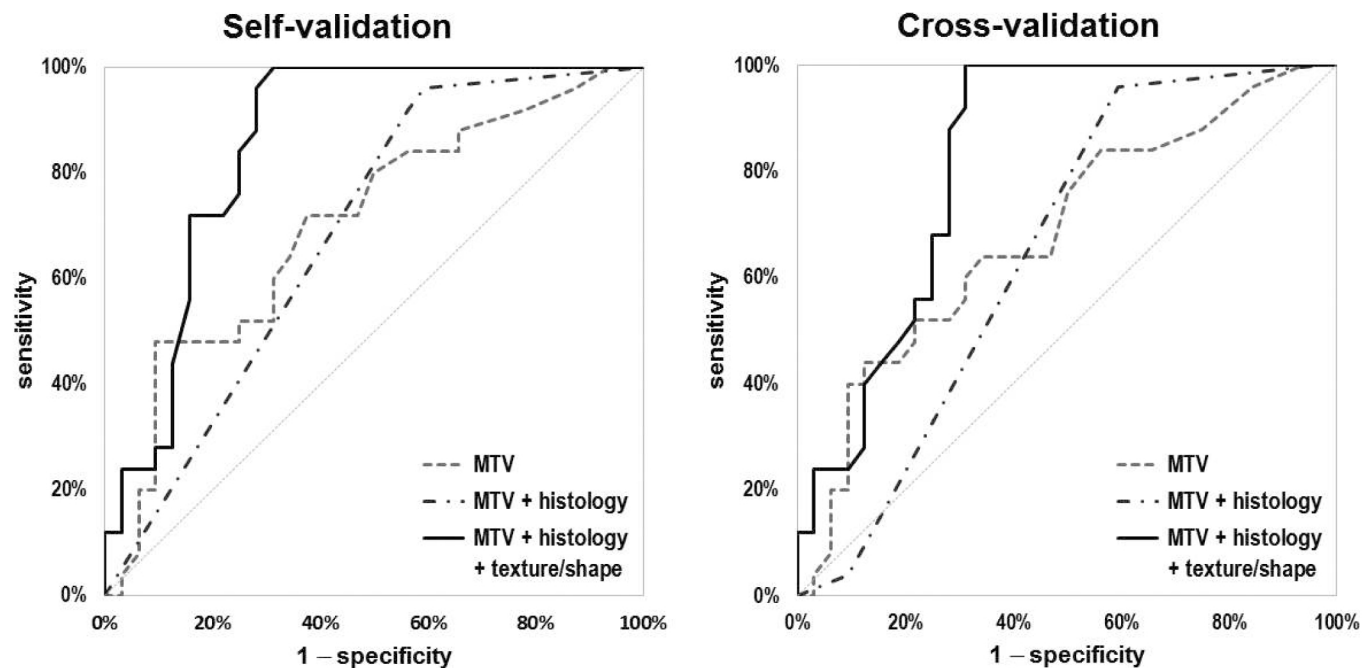 Self-validation
100%
80%
60%
40%
20%
0%
sensitivity
MTV
MTV + histology
MTV + histology
+ texture/shape
0%
20%
40%
60%
80%
100%
1 – specificity
Cross-validation
100%
80%
60%
40%
20%
0%
sensitivity
MTV
MTV + histology
MTV + histology
+ texture/shape
0%
20%
40%
60%
80%
100%
1 – specificity